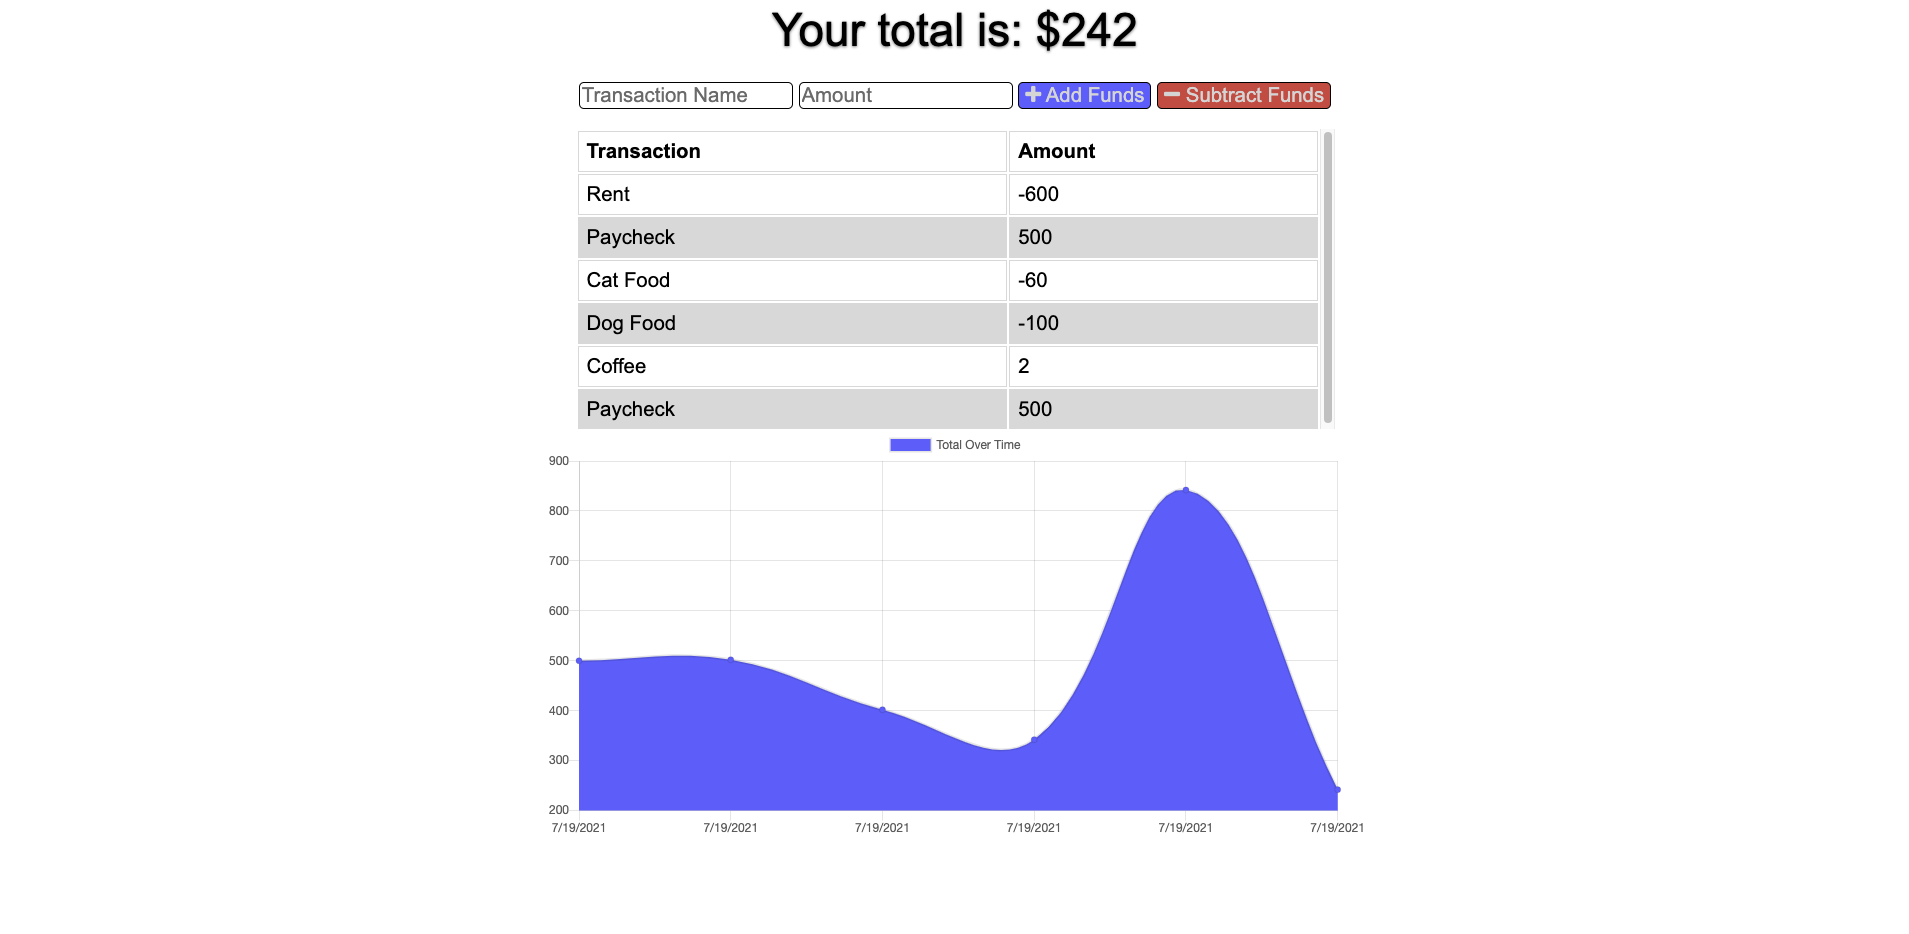 Your total is: $242
Transaction Name Amount Add Funds Subtract Funds
Transaction Amount
Rent -600
Paycheck 500
Cat Food -60
Dog Food -100
Coffee 2
Paycheck 500
Total Over Time
900
800
700
600
500
400
300
200
7/19/2021 7/19/2021 7/19/2021 7/19/2021 7/19/2021 7/19/2021